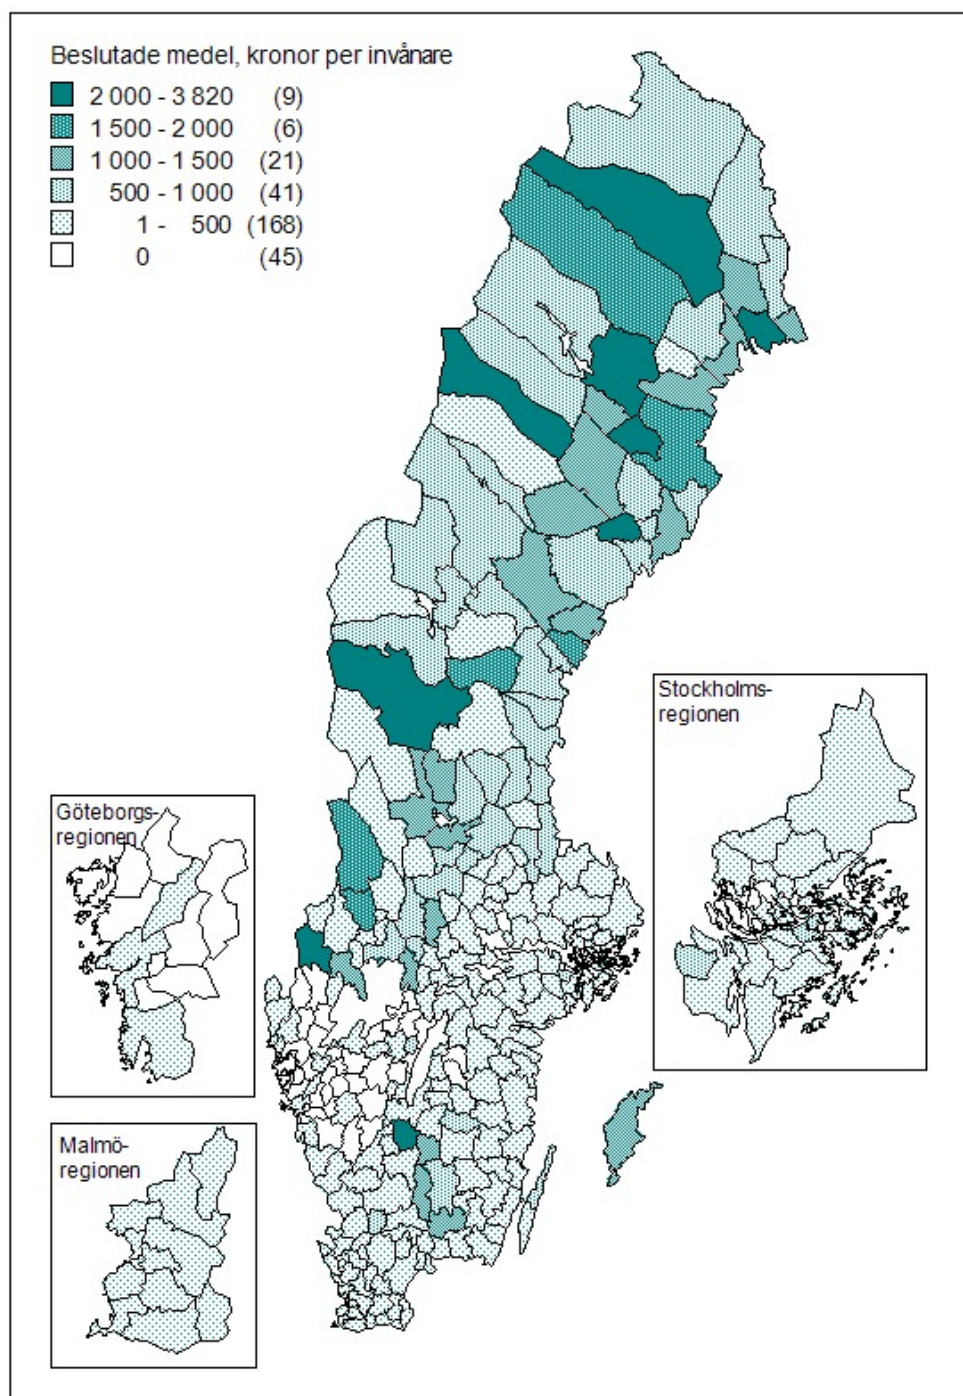 Beslutade medel, kronor per invånare
2 000 - 3 820 (9)
1 500 - 2 000 (6)
1 000 - 1 500 (21)
500 - 1 000 (41)
1 - 500 (168)
0 (45)
Stockholms-
regionen
Göteborgs-
regionen
Malmö-
regionen